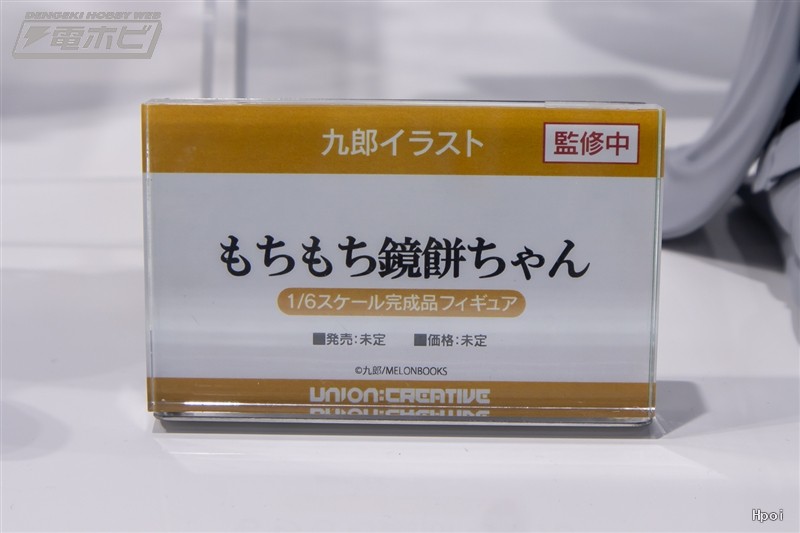 DENGEKI HOBBY WEB
電ホビ
九郎イラスト
監修中
もちもち鏡餅ちゃん
1/6スケール完成品フィギュア
■発売:未定 ■価格:未定
©九郎/MELONBOOKS
UNION:CREATIVE
Hpoi